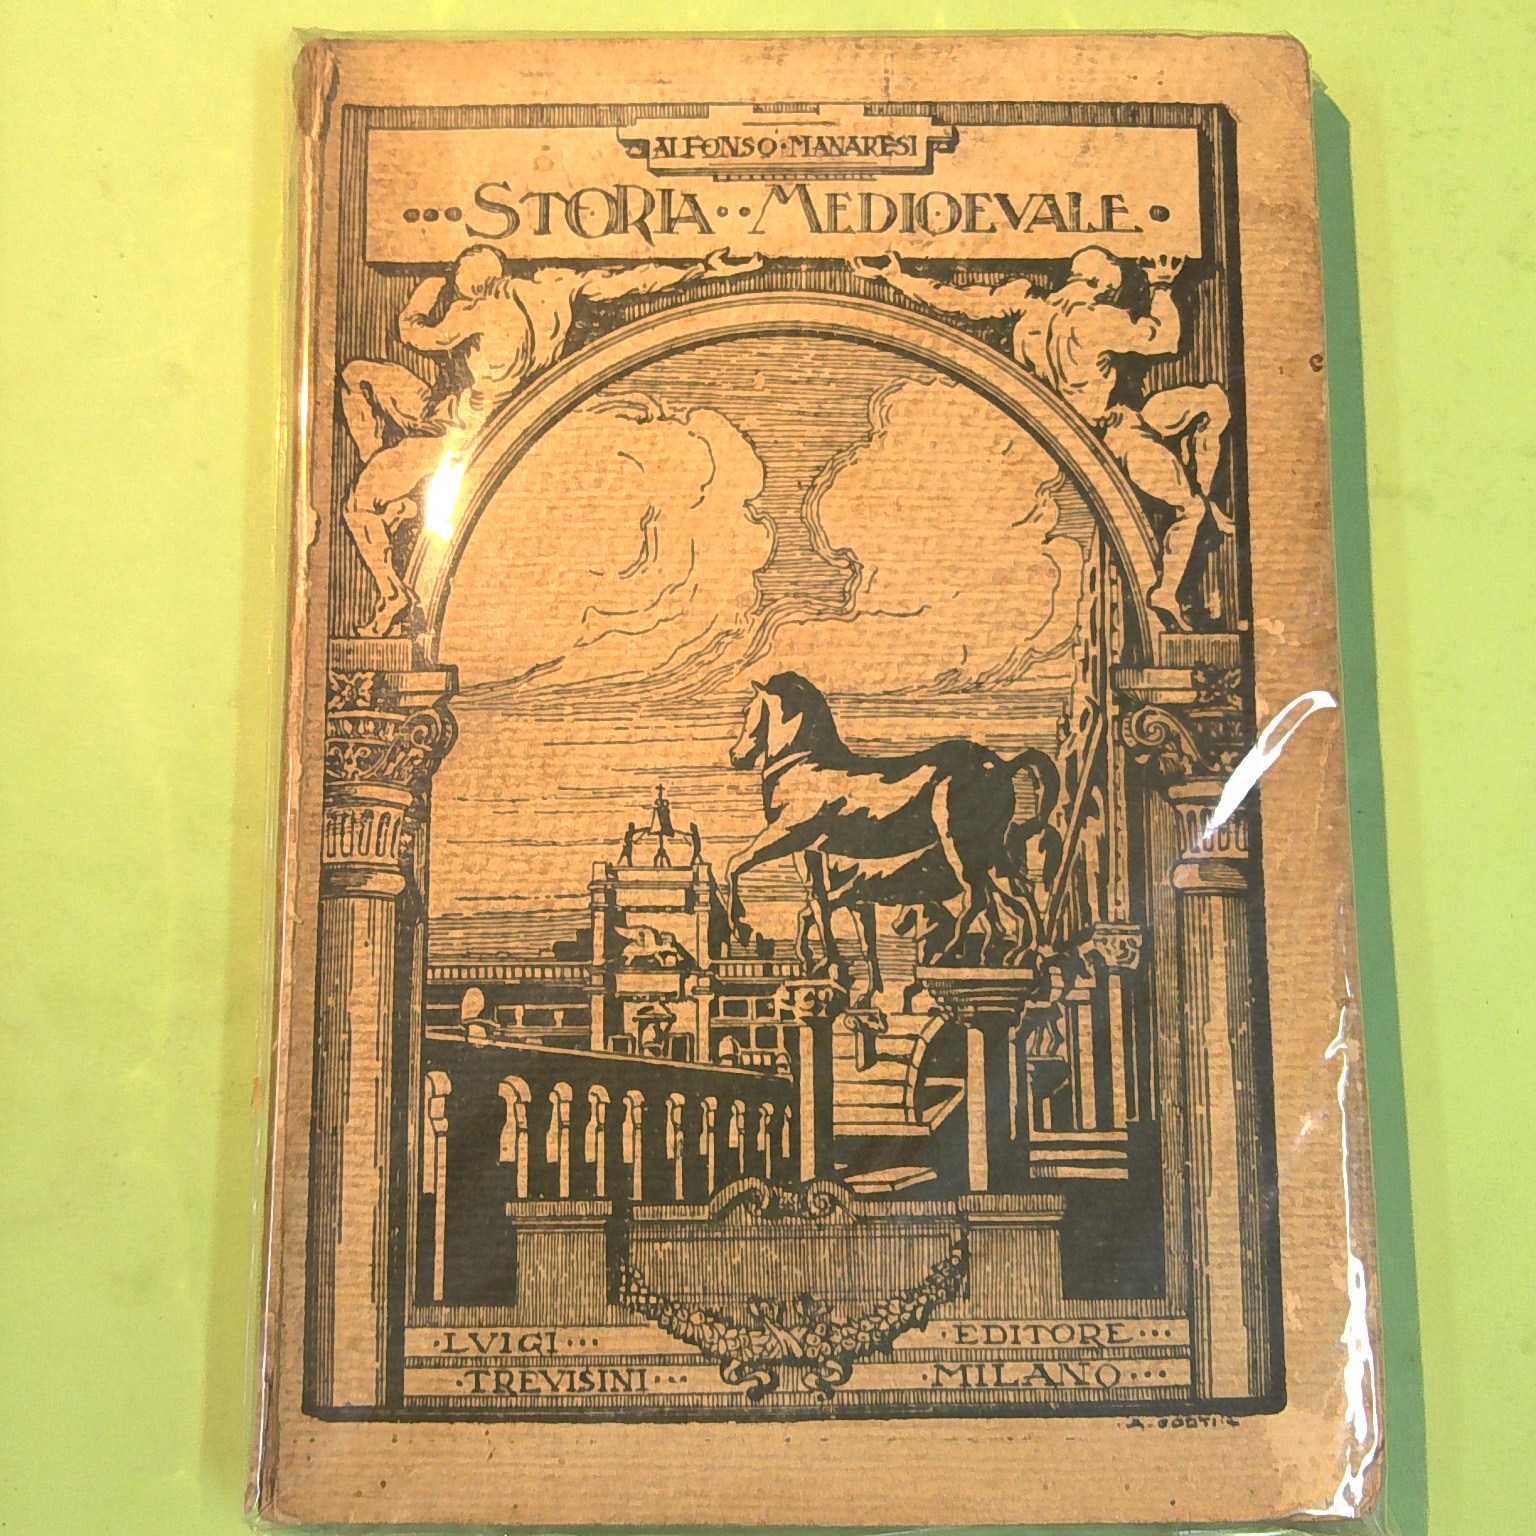 ALFONSO·MANARESI
···STORIA··MEDIOEVALE·
·LVIGI···
·TREVISINI···
·EDITORE···
·MILANO···